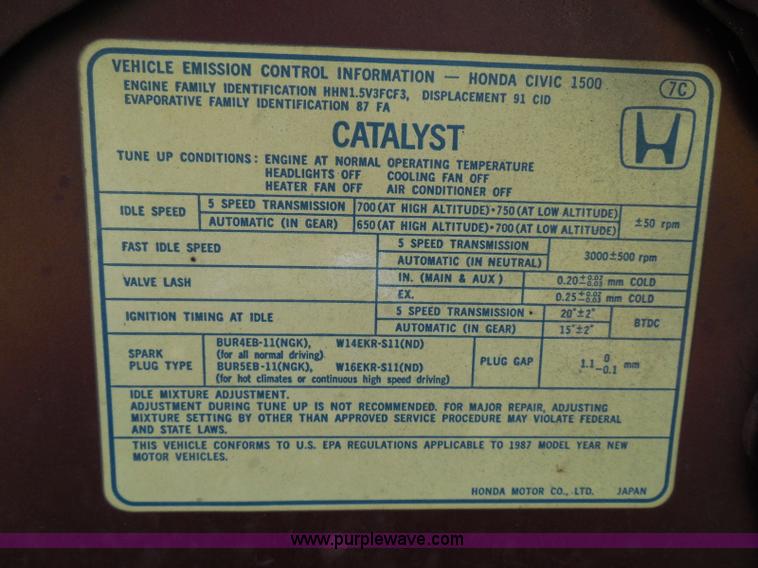 VEHICLE EMISSION CONTROL INFORMATION — HONDA CIVIC 1500 7C
ENGINE FAMILY IDENTIFICATION HHN1.5V3FCF3, DISPLACEMENT 91 CID
EVAPORATIVE FAMILY IDENTIFICATION 87 FA
CATALYST
TUNE UP CONDITIONS: ENGINE AT NORMAL OPERATING TEMPERATURE
HEADLIGHTS OFF COOLING FAN OFF
HEATER FAN OFF AIR CONDITIONER OFF
IDLE SPEED 5 SPEED TRANSMISSION 700(AT HIGH ALTITUDE)·750(AT LOW ALTITUDE) ±50 rpm
AUTOMATIC (IN GEAR) 650(AT HIGH ALTITUDE)·700(AT LOW ALTITUDE)
FAST IDLE SPEED 5 SPEED TRANSMISSION 3000±500 rpm
AUTOMATIC (IN NEUTRAL)
VALVE LASH IN. (MAIN & AUX) 0.20 +0.02 -0.03 mm COLD
EX. 0.25 +0.02 -0.03 mm COLD
IGNITION TIMING AT IDLE 5 SPEED TRANSMISSION 20°±2° BTDC
AUTOMATIC (IN GEAR) 15°±2°
SPARK PLUG TYPE BUR4EB-11(NGK), W14EKR-S11(ND) PLUG GAP 1.1 0 -0.1 mm
(for all normal driving)
BUR5EB-11(NGK), W16EKR-S11(ND)
(for hot climates or continuous high speed driving)
IDLE MIXTURE ADJUSTMENT.
ADJUSTMENT DURING TUNE UP IS NOT RECOMMENDED. FOR MAJOR REPAIR, ADJUSTING
MIXTURE SETTING BY OTHER THAN APPROVED SERVICE PROCEDURE MAY VIOLATE FEDERAL
AND STATE LAWS.
THIS VEHICLE CONFORMS TO U.S. EPA REGULATIONS APPLICABLE TO 1987 MODEL YEAR NEW
MOTOR VEHICLES.
HONDA MOTOR CO., LTD. JAPAN
www.purplewave.com